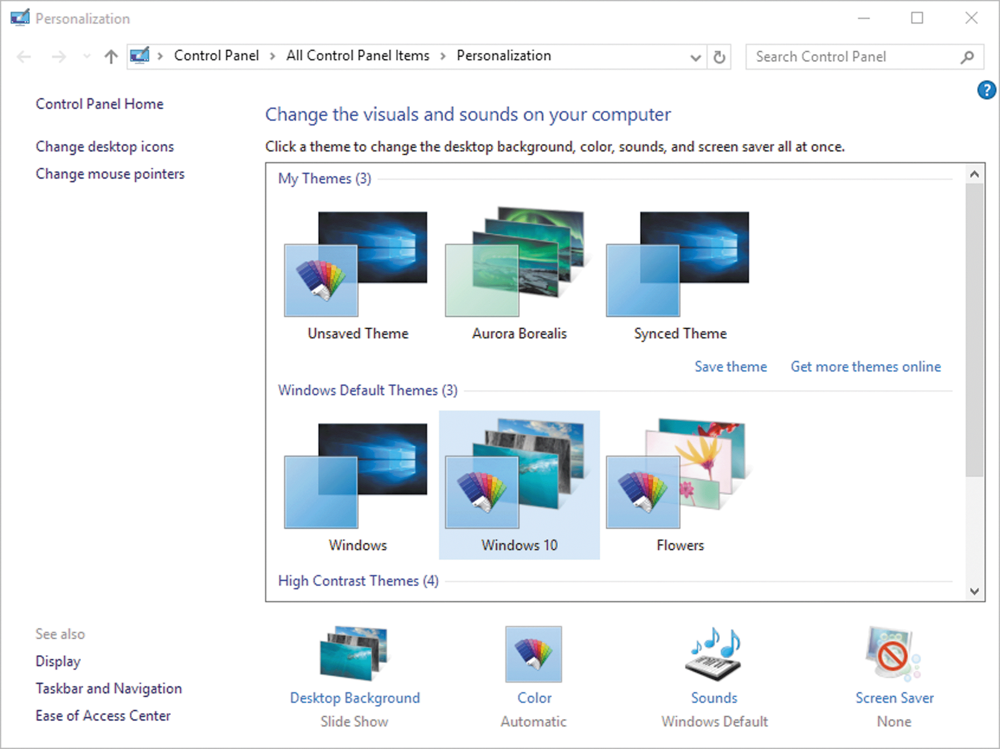 Personalization
Control Panel > All Control Panel Items > Personalization
Search Control Panel
?
Control Panel Home
Change desktop icons
Change mouse pointers
Change the visuals and sounds on your computer
Click a theme to change the desktop background, color, sounds, and screen saver all at once.
My Themes (3)
Unsaved Theme
Aurora Borealis
Synced Theme
Save theme
Get more themes online
Windows Default Themes (3)
Windows
Windows 10
Flowers
High Contrast Themes (4)
See also
Display
Taskbar and Navigation
Ease of Access Center
Desktop Background
Slide Show
Color
Automatic
Sounds
Windows Default
Screen Saver
None